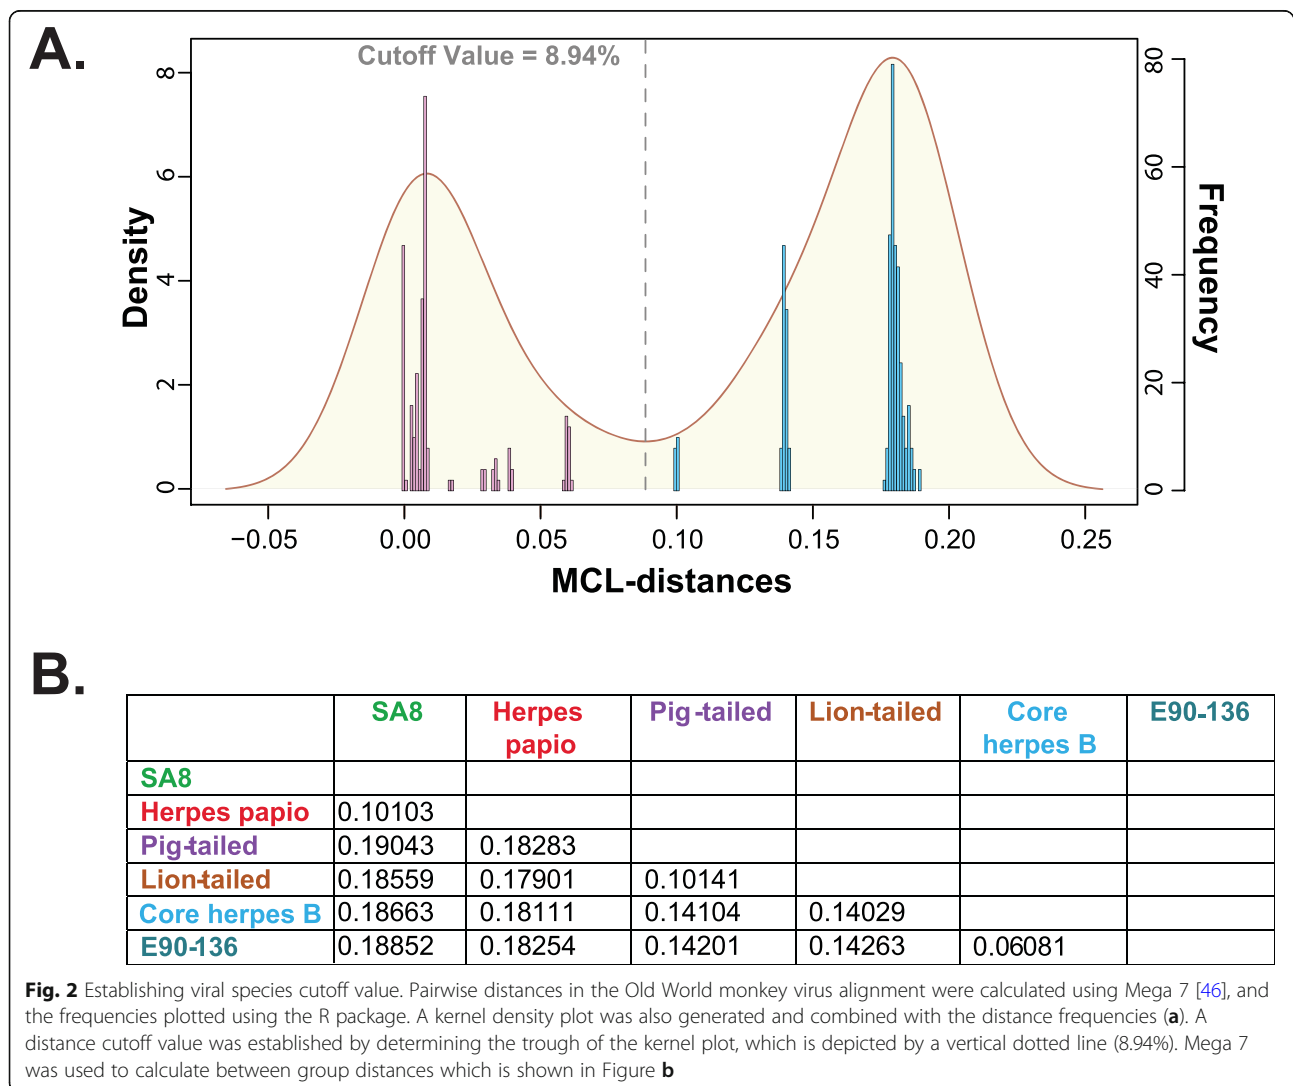 A.
Cutoff Value = 8.94%
Density
0 2 4 6 8
Frequency
0 20 40 60 80
−0.05 0.00 0.05 0.10 0.15 0.20 0.25
MCL-distances
B.
SA8 Herpes papio Pig-tailed Lion-tailed Core herpes B E90-136
SA8
Herpes papio 0.10103
Pig-tailed 0.19043 0.18283
Lion-tailed 0.18559 0.17901 0.10141
Core herpes B 0.18663 0.18111 0.14104 0.14029
E90-136 0.18852 0.18254 0.14201 0.14263 0.06081
Fig. 2 Establishing viral species cutoff value. Pairwise distances in the Old World monkey virus alignment were calculated using Mega 7 [46], and
the frequencies plotted using the R package. A kernel density plot was also generated and combined with the distance frequencies (a). A
distance cutoff value was established by determining the trough of the kernel plot, which is depicted by a vertical dotted line (8.94%). Mega 7
was used to calculate between group distances which is shown in Figure b